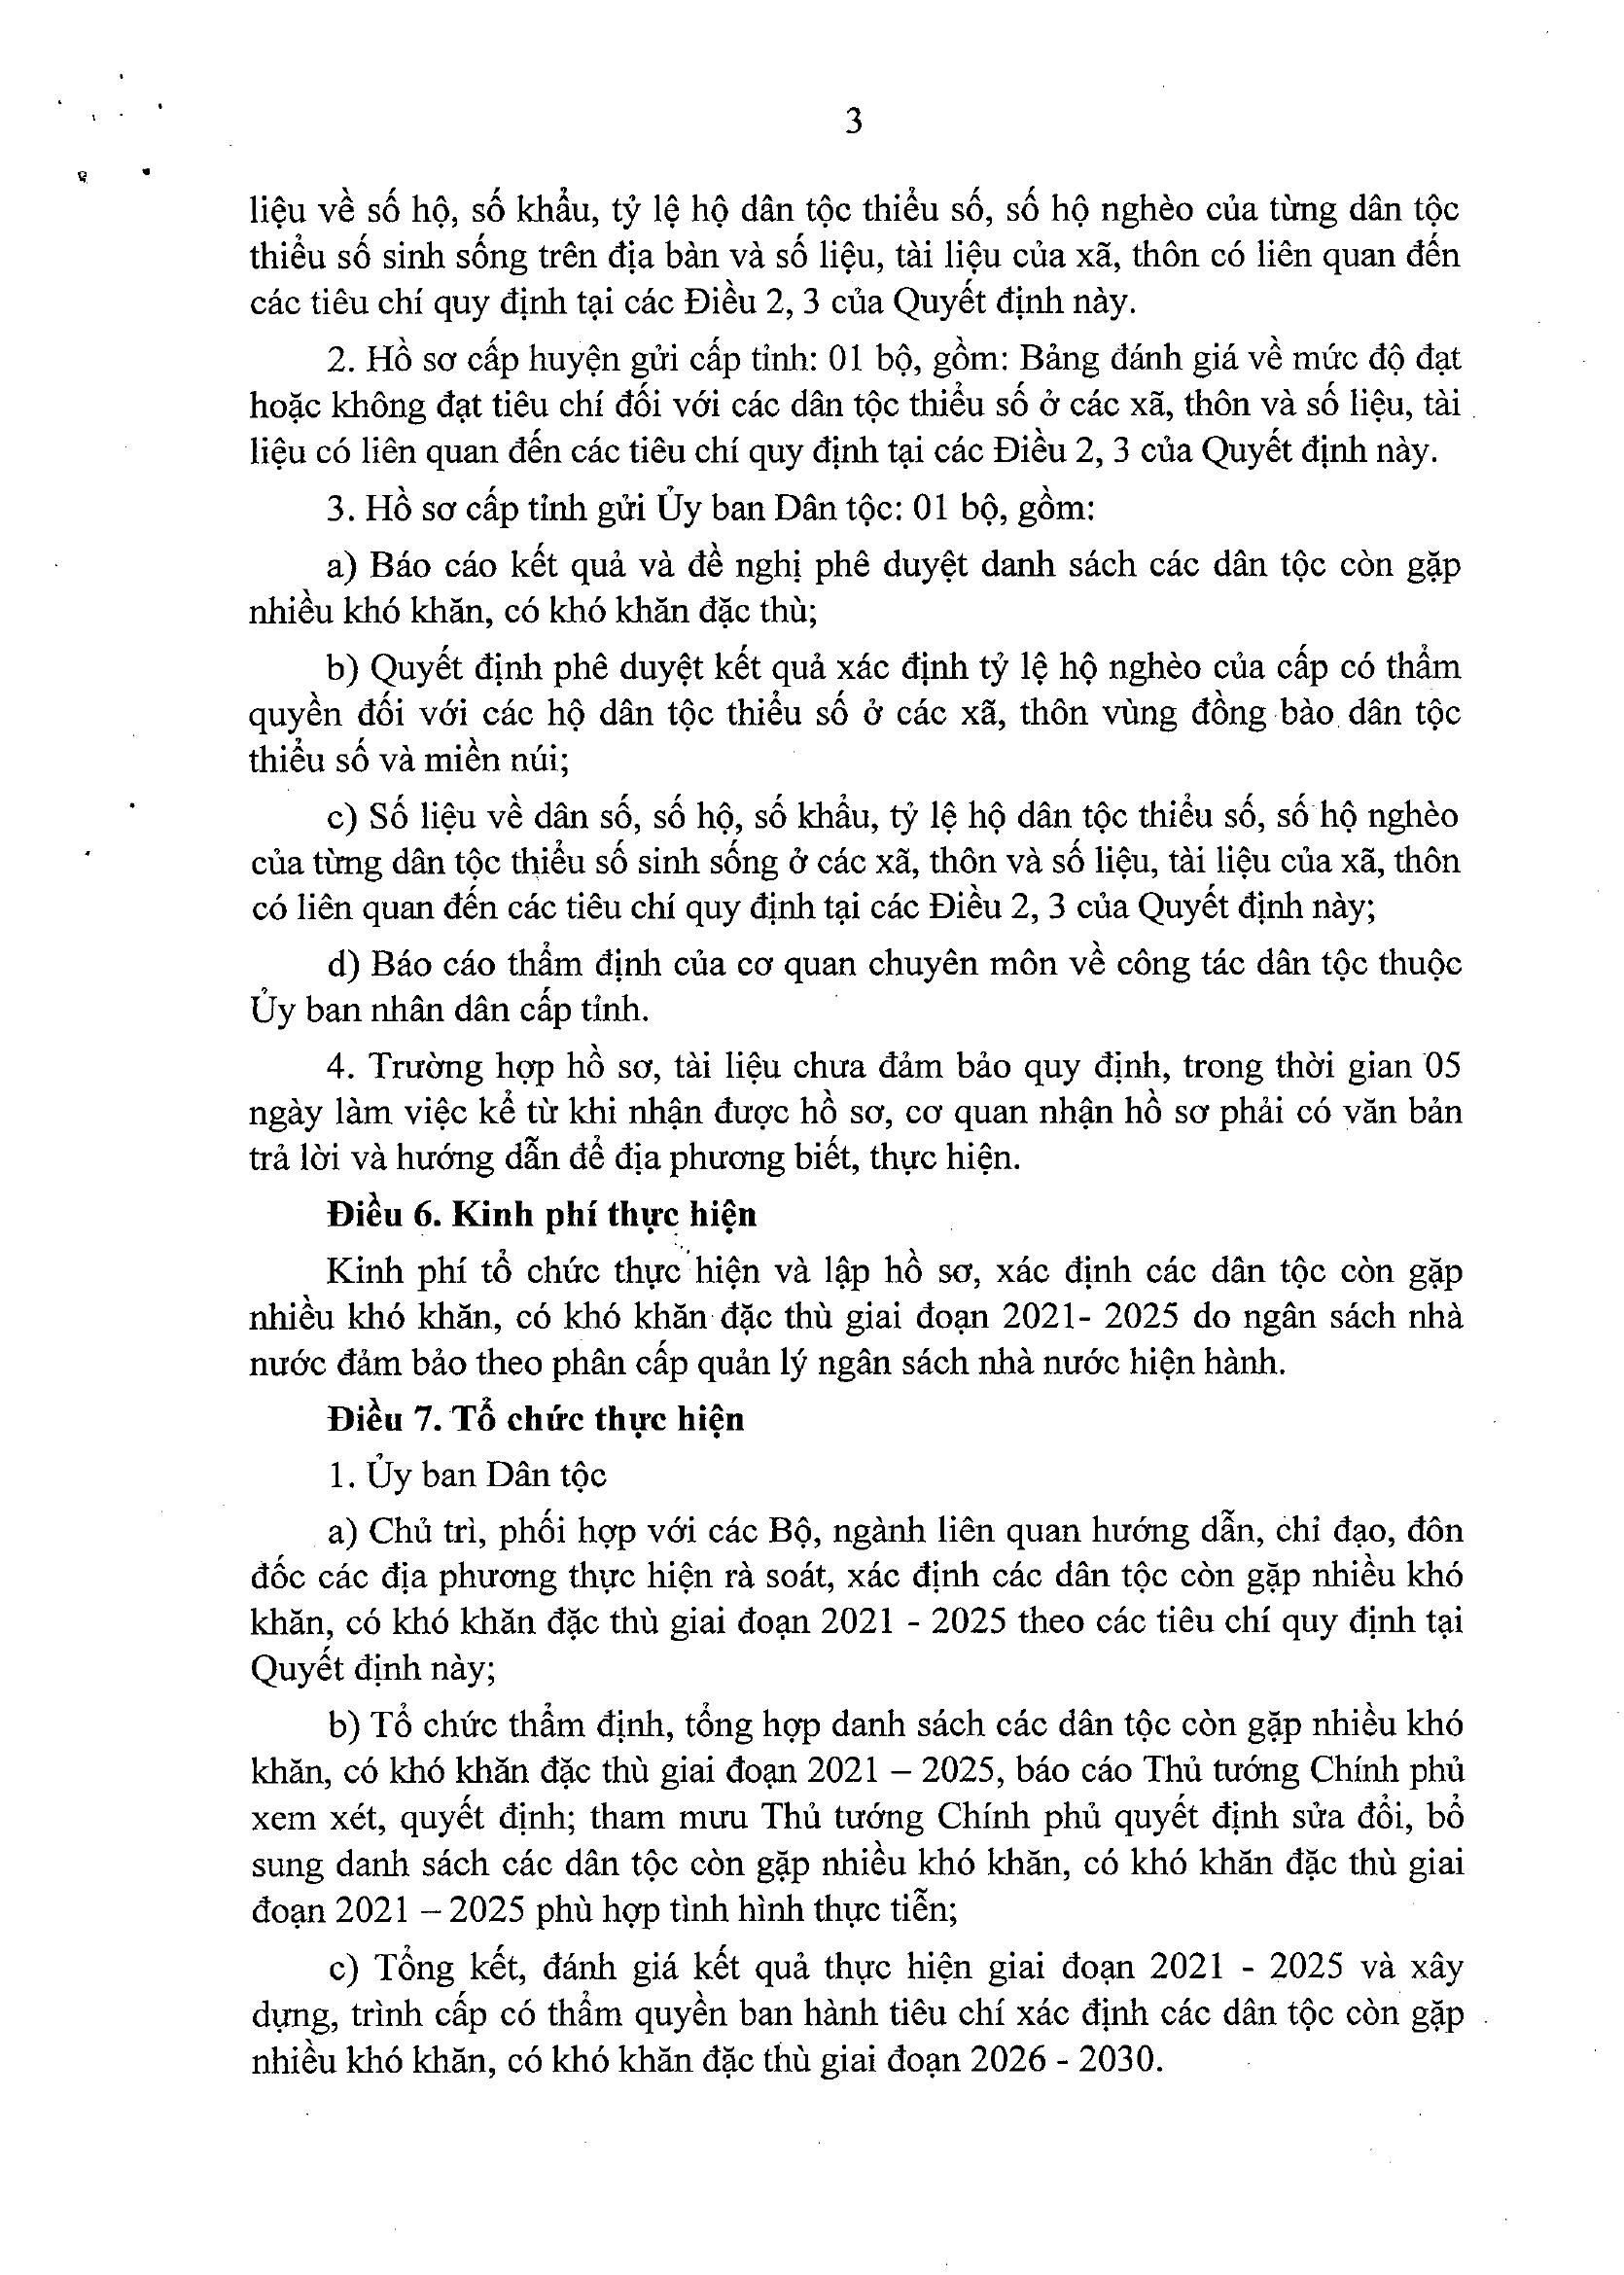 3
liệu về số hộ, số khẩu, tỷ lệ hộ dân tộc thiểu số, số hộ nghèo của từng dân tộc
thiểu số sinh sống trên địa bàn và số liệu, tài liệu của xã, thôn có liên quan đến
các tiêu chí quy định tại các Điều 2, 3 của Quyết định này.
2. Hồ sơ cấp huyện gửi cấp tỉnh: 01 bộ, gồm: Bảng đánh giá về mức độ đạt
hoặc không đạt tiêu chí đối với các dân tộc thiểu số ở các xã, thôn và số liệu, tài
liệu có liên quan đến các tiêu chí quy định tại các Điều 2, 3 của Quyết định này.
3. Hồ sơ cấp tỉnh gửi Ủy ban Dân tộc: 01 bộ, gồm:
a) Báo cáo kết quả và đề nghị phê duyệt danh sách các dân tộc còn gặp
nhiều khó khăn, có khó khăn đặc thù;
b) Quyết định phê duyệt kết quả xác định tỷ lệ hộ nghèo của cấp có thẩm
quyền đối với các hộ dân tộc thiểu số ở các xã, thôn vùng đồng bào dân tộc
thiểu số và miền núi;
c) Số liệu về dân số, số hộ, số khẩu, tỷ lệ hộ dân tộc thiểu số, số hộ nghèo
của từng dân tộc thiểu số sinh sống ở các xã, thôn và số liệu, tài liệu của xã, thôn
có liên quan đến các tiêu chí quy định tại các Điều 2, 3 của Quyết định này;
d) Báo cáo thẩm định của cơ quan chuyên môn về công tác dân tộc thuộc
Ủy ban nhân dân cấp tỉnh.
4. Trường hợp hồ sơ, tài liệu chưa đảm bảo quy định, trong thời gian 05
ngày làm việc kể từ khi nhận được hồ sơ, cơ quan nhận hồ sơ phải có văn bản
trả lời và hướng dẫn để địa phương biết, thực hiện.
Điều 6. Kinh phí thực hiện
Kinh phí tổ chức thực hiện và lập hồ sơ, xác định các dân tộc còn gặp
nhiều khó khăn, có khó khăn đặc thù giai đoạn 2021- 2025 do ngân sách nhà
nước đảm bảo theo phân cấp quản lý ngân sách nhà nước hiện hành.
Điều 7. Tổ chức thực hiện
1. Ủy ban Dân tộc
a) Chủ trì, phối hợp với các Bộ, ngành liên quan hướng dẫn, chỉ đạo, đôn
đốc các địa phương thực hiện rà soát, xác định các dân tộc còn gặp nhiều khó
khăn, có khó khăn đặc thù giai đoạn 2021 - 2025 theo các tiêu chí quy định tại
Quyết định này;
b) Tổ chức thẩm định, tổng hợp danh sách các dân tộc còn gặp nhiều khó
khăn, có khó khăn đặc thù giai đoạn 2021 – 2025, báo cáo Thủ tướng Chính phủ
xem xét, quyết định; tham mưu Thủ tướng Chính phủ quyết định sửa đổi, bổ
sung danh sách các dân tộc còn gặp nhiều khó khăn, có khó khăn đặc thù giai
đoạn 2021 – 2025 phù hợp tình hình thực tiễn;
c) Tổng kết, đánh giá kết quả thực hiện giai đoạn 2021 - 2025 và xây
dựng, trình cấp có thẩm quyền ban hành tiêu chí xác định các dân tộc còn gặp
nhiều khó khăn, có khó khăn đặc thù giai đoạn 2026 - 2030.